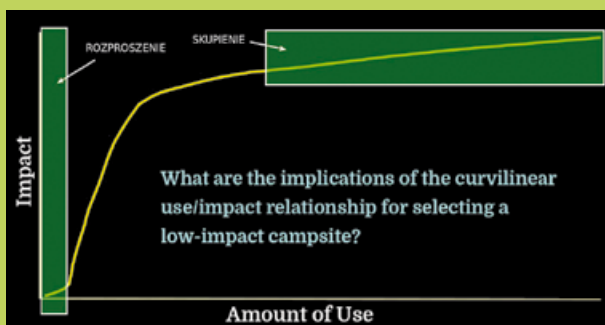 ROZPROSZENIE
SKUPIENIE
Impact
What are the implications of the curvilinear
use/impact relationship for selecting a
low-impact campsite?
Amount of Use